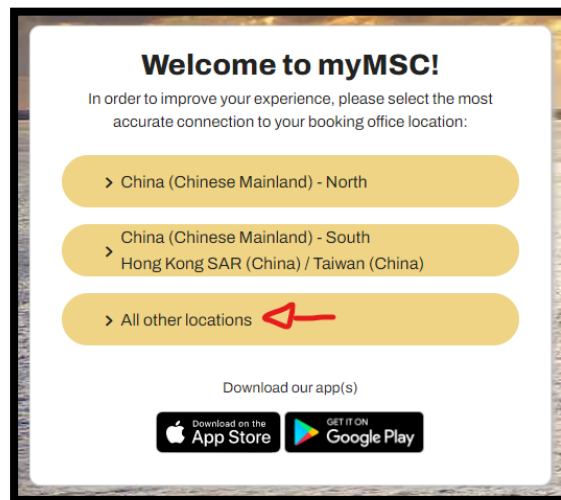 Welcome to myMSC!
In order to improve your experience, please select the most
accurate connection to your booking office location:
China (Chinese Mainland) - North
China (Chinese Mainland) - South
Hong Kong SAR (China) / Taiwan (China)
All other locations
Download our app(s)
Download on the
App Store
GET IT ON
Google Play